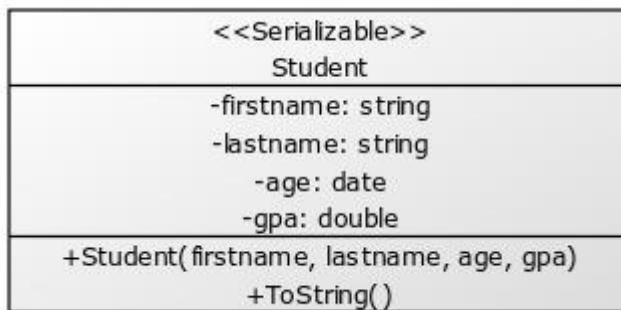 <<Serializable>>
Student
-firstname: string
-lastname: string
-age: date
-gpa: double
+Student(firstname, lastname, age, gpa)
+ToString()